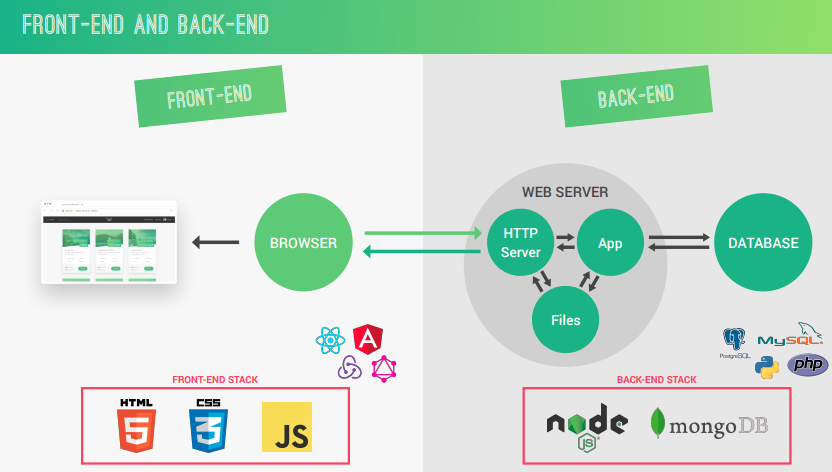 FRONT-END AND BACK-END
FRONT-END
BACK-END
WEB SERVER
BROWSER
HTTP
Server
App
DATABASE
Files
PostgreSQL
MySQL
php
FRONT-END STACK
HTML
5
CSS
3
JS
BACK-END STACK
node
JS
mongoDB